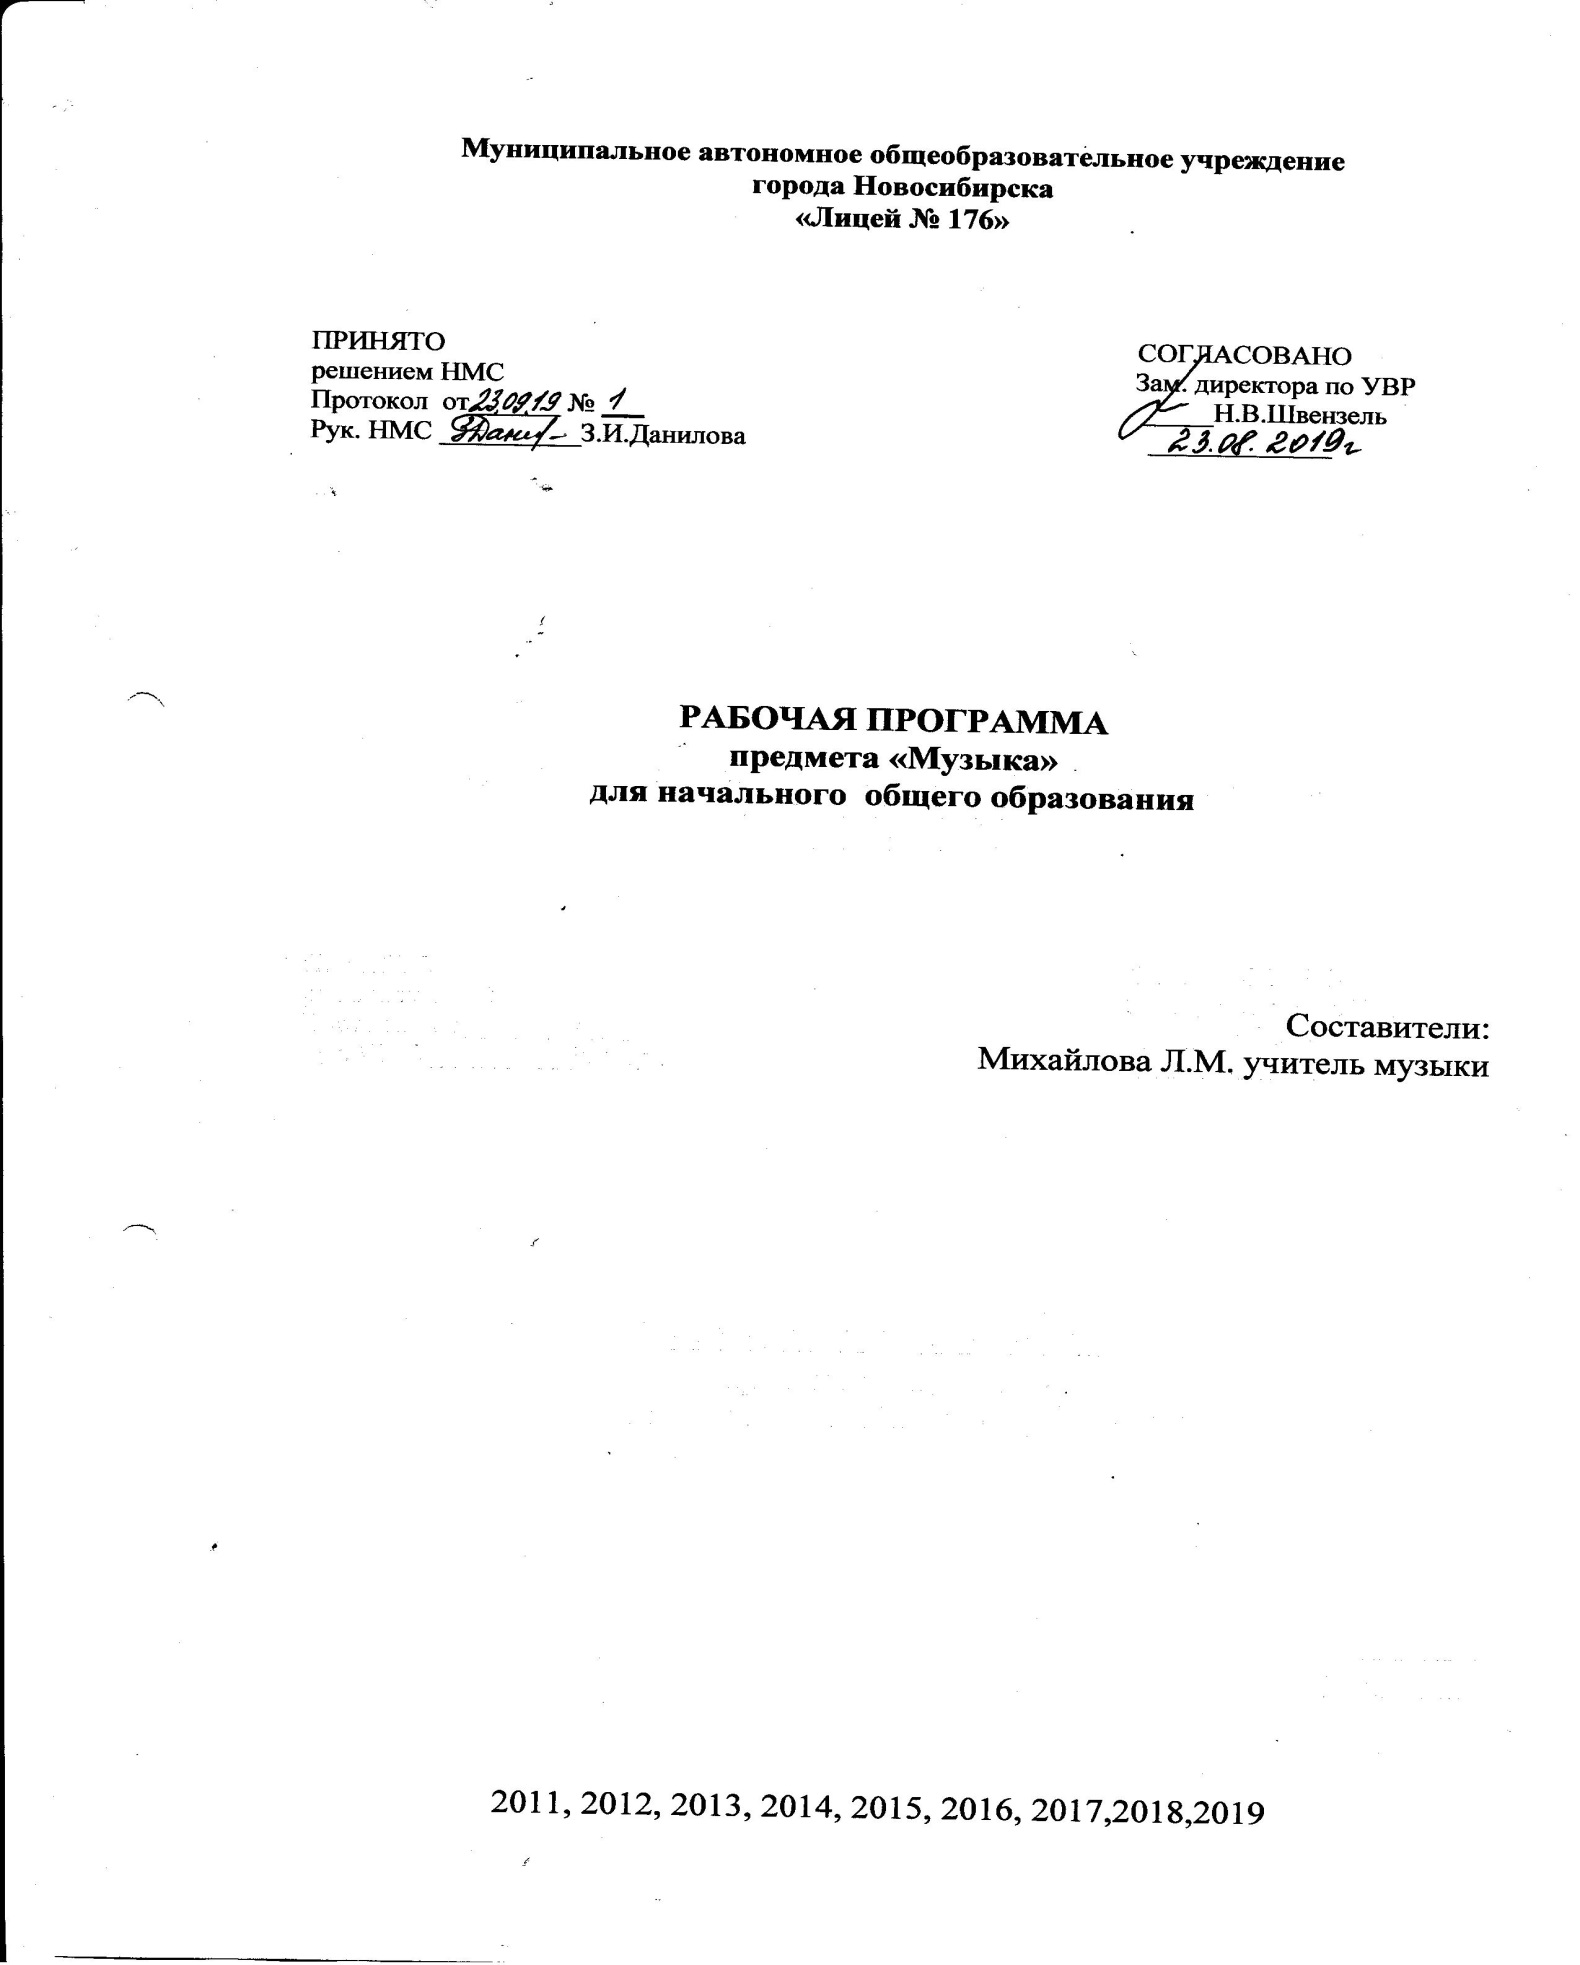 Муниципальное автономное общеобразовательное учреждение
города Новосибирска
«Лицей № 176»
ПРИНЯТО
решением НМС
Протокол от 23.09.19 № 1
Рук. НМС З.И.Данилова
СОГЛАСОВАНО
Зам. директора по УВР
Н.В.Швензель
23.08.2019г
РАБОЧАЯ ПРОГРАММА
предмета «Музыка»
для начального общего образования
Составители:
Михайлова Л.М. учитель музыки
2011, 2012, 2013, 2014, 2015, 2016, 2017,2018,2019